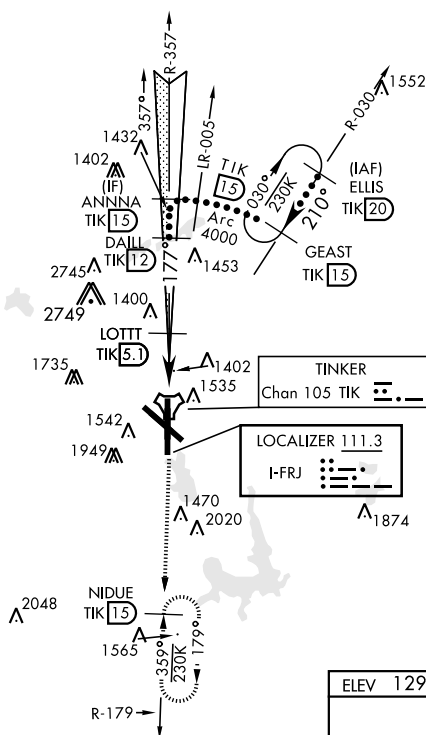 R-357
357°
R-030
1552
1432
LR-005
TIK
15
030°
230K
210°
(IAF)
ELLIS
TIK 20
1402
(IF)
ANNNA
TIK 15
Arc
4000
GEAST
TIK 15
DAILL
TIK 12
177°
1453
2745
2749
1400
LOTTT
TIK 5.1
1735
1402
1535
TINKER
Chan 105 TIK
1542
1949
LOCALIZER 111.3
I-FRJ
1470
2020
1874
NIDUE
TIK 15
2048
1565
359°
230K
179°
R-179
ELEV 129